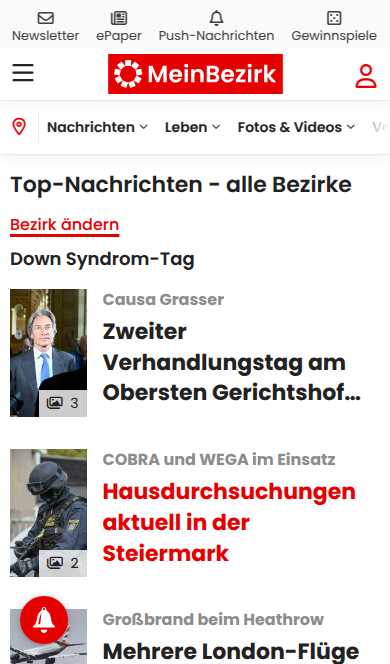 Newsletter ePaper Push-Nachrichten Gewinnspiele
MeinBezirk
Nachrichten Leben Fotos & Videos
Top-Nachrichten - alle Bezirke
Bezirk ändern
Down Syndrom-Tag
Causa Grasser
Zweiter
Verhandlungstag am
Obersten Gerichtshof...
3
COBRA und WEGA im Einsatz
Hausdurchsuchungen
aktuell in der
Steiermark
2
Großbrand beim Heathrow
Mehrere London-Flüge